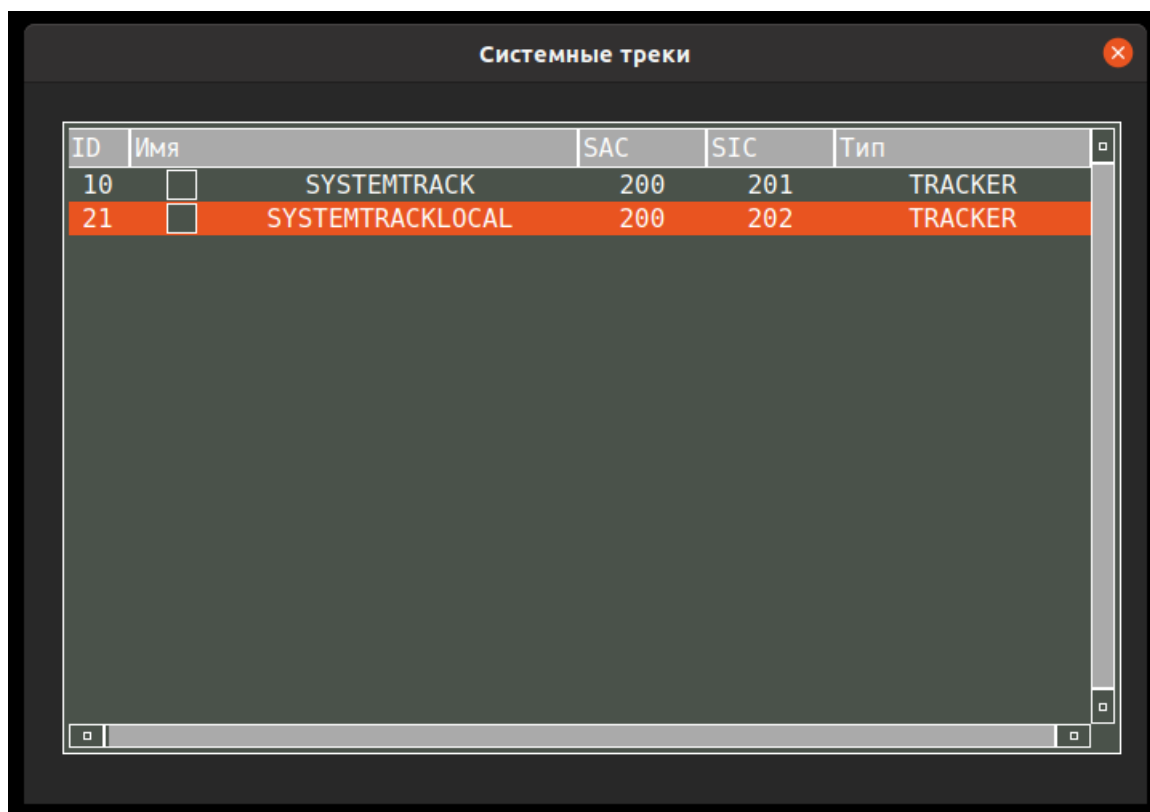 Системные треки
ID Имя SAC SIC Тип
10 SYSTEMTRACK 200 201 TRACKER
21 SYSTEMTRACKLOCAL 200 202 TRACKER